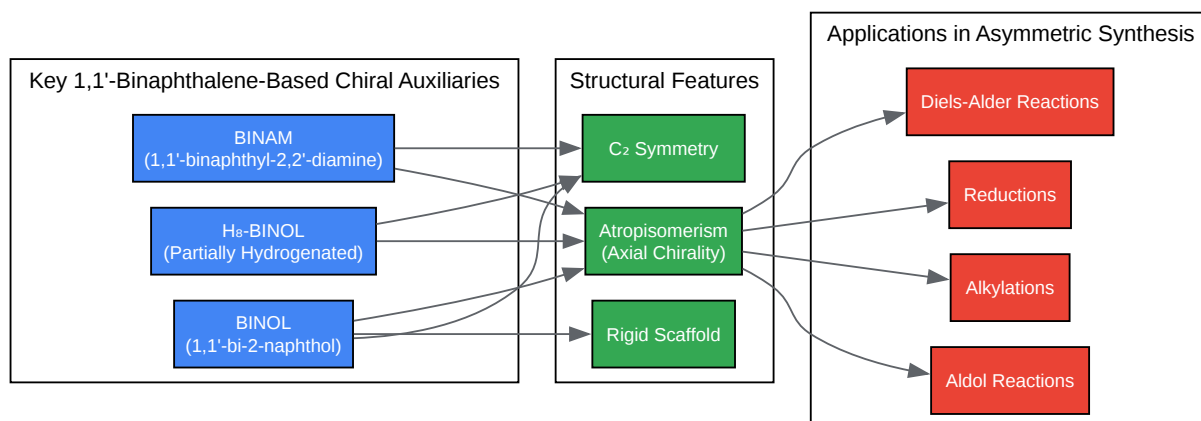 Key 1,1'-Binaphthalene-Based Chiral Auxiliaries
BINAM
(1,1'-binaphthyl-2,2'-diamine)
H₈-BINOL
(Partially Hydrogenated)
BINOL
(1,1'-bi-2-naphthol)
Structural Features
C₂ Symmetry
Atropisomerism
(Axial Chirality)
Rigid Scaffold
Applications in Asymmetric Synthesis
Diels-Alder Reactions
Reductions
Alkylations
Aldol Reactions